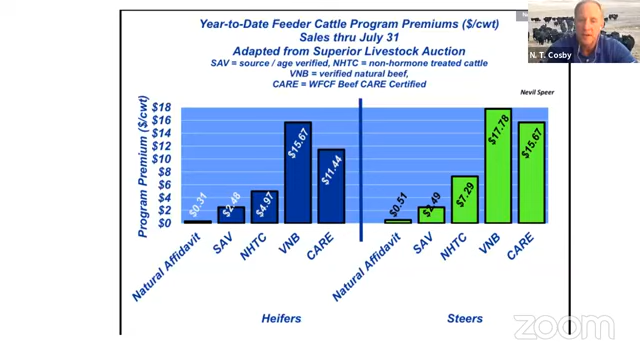 Year-to-Date Feeder Cattle Program Premiums ($/cwt)
Sales thru July 31
Adapted from Superior Livestock Auction
SAV = source / age verified, NHTC = non-hormone treated cattle
VNB = verified natural beef,
CARE = WFCF Beef CARE Certified
N. T. Cosby
Nevil Speer
Program Premium ($/cwt)
$18
$16
$14
$12
$10
$8
$6
$4
$2
$0
$0.31
$2.48
$4.97
$15.67
$11.44
$0.51
$2.49
$7.29
$17.78
$15.67
Natural Affidavit
SAV
NHTC
VNB
CARE
Natural Affidavit
SAV
NHTC
VNB
CARE
Heifers
Steers
zoom